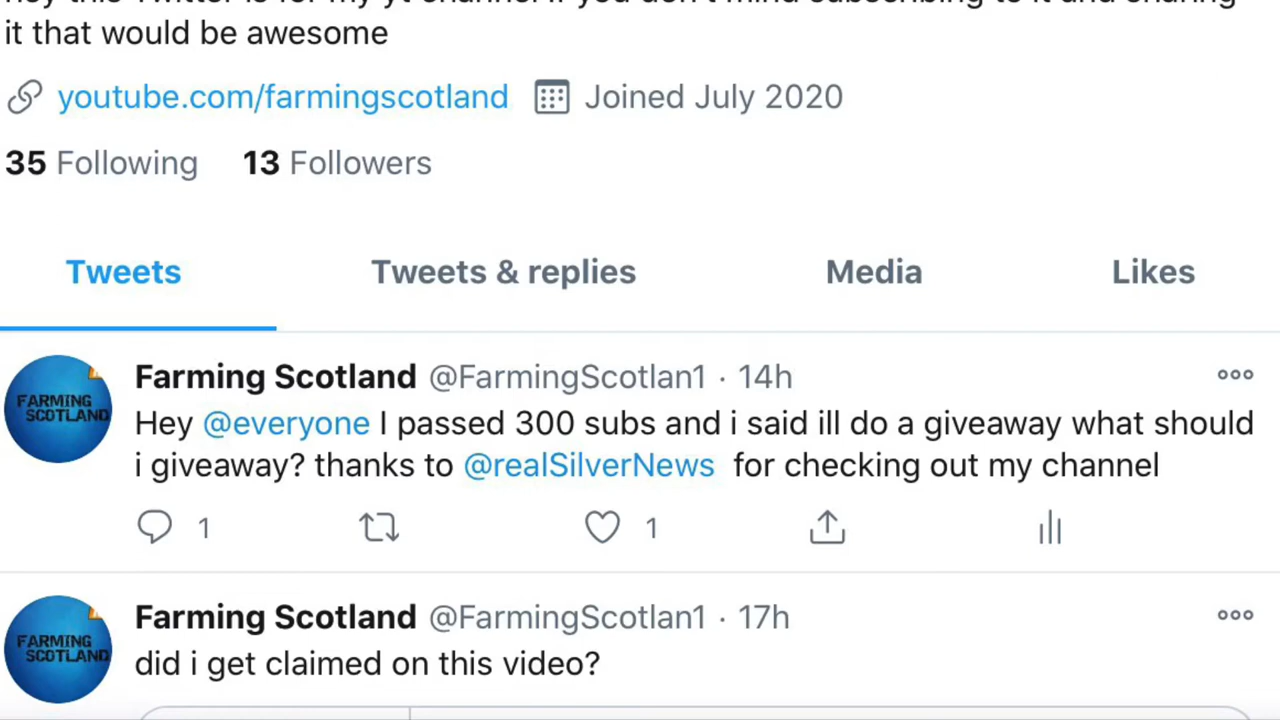 hey this Twitter is for my yt channel if you don't mind subscribing to it and sharing
it that would be awesome
youtube.com/farmingscotland Joined July 2020
35 Following 13 Followers
Tweets Tweets & replies Media Likes
Farming Scotland @FarmingScotlan1 · 14h
FARMING
SCOTLAND
Hey @everyone I passed 300 subs and i said ill do a giveaway what should
i giveaway? thanks to @realSilverNews for checking out my channel
1 1
Farming Scotland @FarmingScotlan1 · 17h
FARMING
SCOTLAND
did i get claimed on this video?